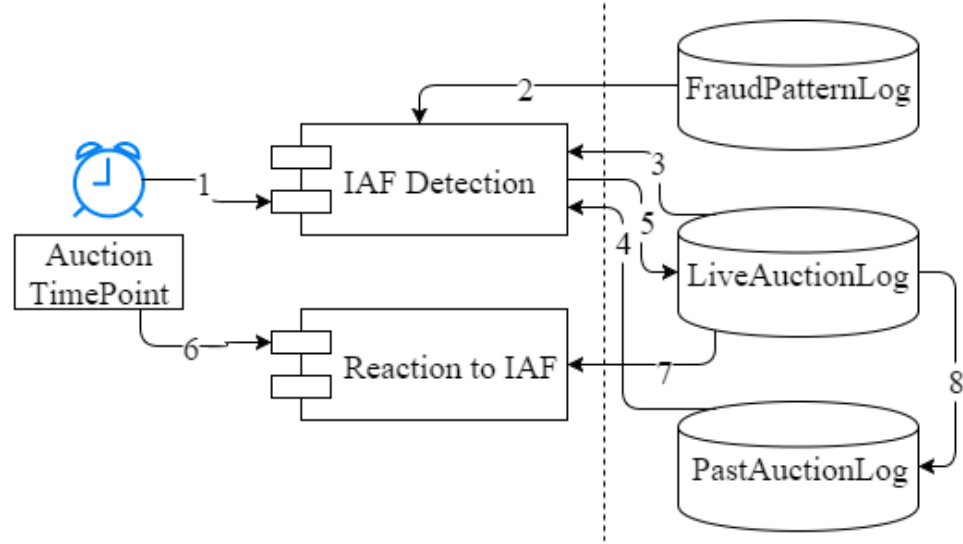 FraudPatternLog
2
3
IAF Detection
1
5
4
Auction
TimePoint
LiveAuctionLog
6
Reaction to IAF
7
8
PastAuctionLog